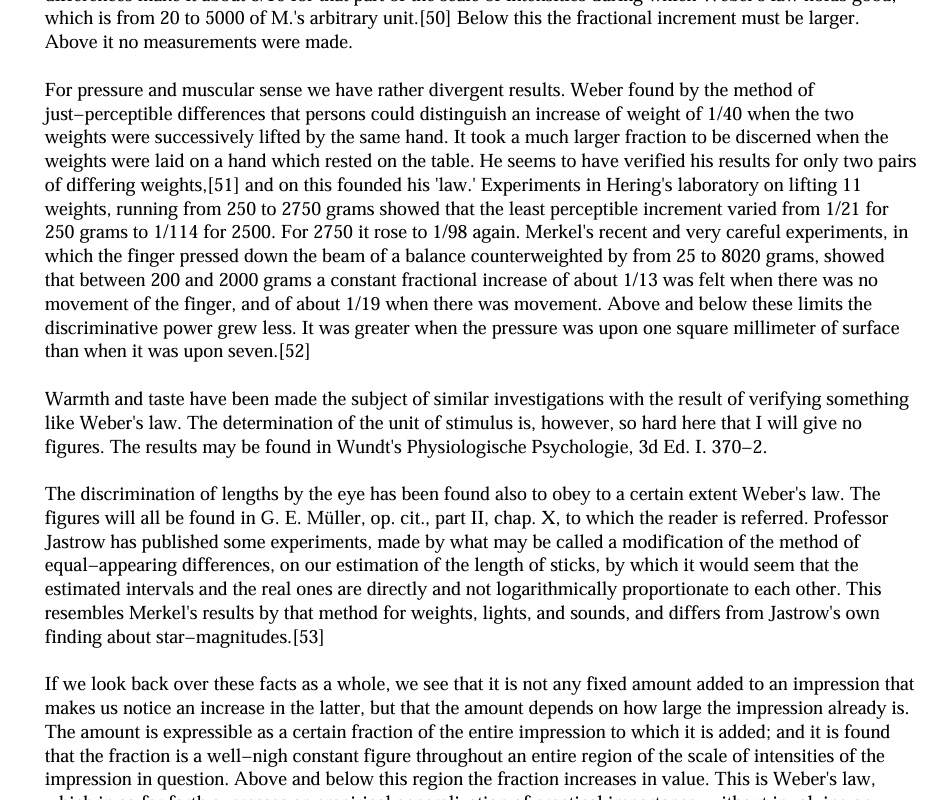 which is from 20 to 5000 of M.'s arbitrary unit.[50] Below this the fractional increment must be larger.
Above it no measurements were made.
For pressure and muscular sense we have rather divergent results. Weber found by the method of
just−perceptible differences that persons could distinguish an increase of weight of 1/40 when the two
weights were successively lifted by the same hand. It took a much larger fraction to be discerned when the
weights were laid on a hand which rested on the table. He seems to have verified his results for only two pairs
of differing weights,[51] and on this founded his 'law.' Experiments in Hering's laboratory on lifting 11
weights, running from 250 to 2750 grams showed that the least perceptible increment varied from 1/21 for
250 grams to 1/114 for 2500. For 2750 it rose to 1/98 again. Merkel's recent and very careful experiments, in
which the finger pressed down the beam of a balance counterweighted by from 25 to 8020 grams, showed
that between 200 and 2000 grams a constant fractional increase of about 1/13 was felt when there was no
movement of the finger, and of about 1/19 when there was movement. Above and below these limits the
discriminative power grew less. It was greater when the pressure was upon one square millimeter of surface
than when it was upon seven.[52]
Warmth and taste have been made the subject of similar investigations with the result of verifying something
like Weber's law. The determination of the unit of stimulus is, however, so hard here that I will give no
figures. The results may be found in Wundt's Physiologische Psychologie, 3d Ed. I. 370−2.
The discrimination of lengths by the eye has been found also to obey to a certain extent Weber's law. The
figures will all be found in G. E. Müller, op. cit., part II, chap. X, to which the reader is referred. Professor
Jastrow has published some experiments, made by what may be called a modification of the method of
equal−appearing differences, on our estimation of the length of sticks, by which it would seem that the
estimated intervals and the real ones are directly and not logarithmically proportionate to each other. This
resembles Merkel's results by that method for weights, lights, and sounds, and differs from Jastrow's own
finding about star−magnitudes.[53]
If we look back over these facts as a whole, we see that it is not any fixed amount added to an impression that
makes us notice an increase in the latter, but that the amount depends on how large the impression already is.
The amount is expressible as a certain fraction of the entire impression to which it is added; and it is found
that the fraction is a well−nigh constant figure throughout an entire region of the scale of intensities of the
impression in question. Above and below this region the fraction increases in value. This is Weber's law,